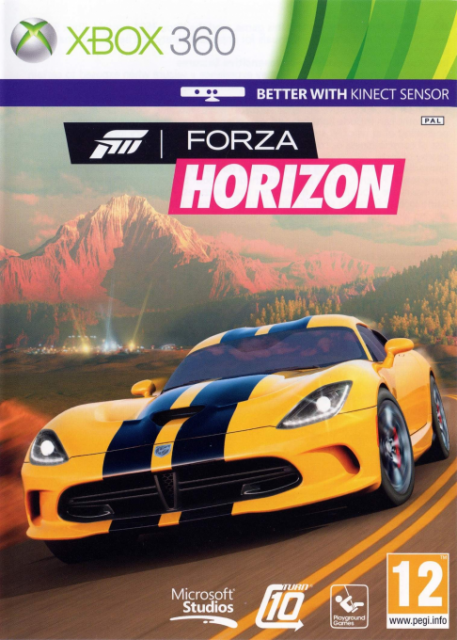 XBOX 360
BETTER WITH KINECT SENSOR
PAL
FORZA
HORIZON
Microsoft®
Studios
TURN
10
Playground
Games
12
www.pegi.info